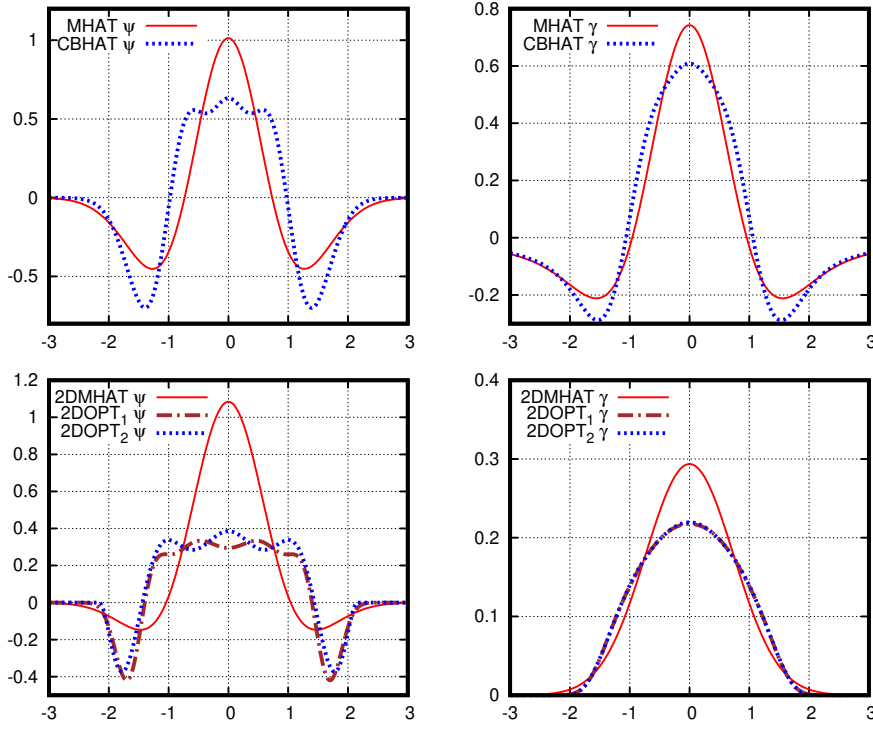 MHAT ψ
CBHAT ψ
1
0.5
0
-0.5
-3 -2 -1 0 1 2 3
MHAT γ
CBHAT γ
0.8
0.6
0.4
0.2
0
-0.2
-3 -2 -1 0 1 2 3
2DMHAT ψ
2DOPT₁ ψ
2DOPT₂ ψ
1.2
1
0.8
0.6
0.4
0.2
0
-0.2
-0.4
-3 -2 -1 0 1 2 3
2DMHAT γ
2DOPT₁ γ
2DOPT₂ γ
0.4
0.3
0.2
0.1
0
-3 -2 -1 0 1 2 3